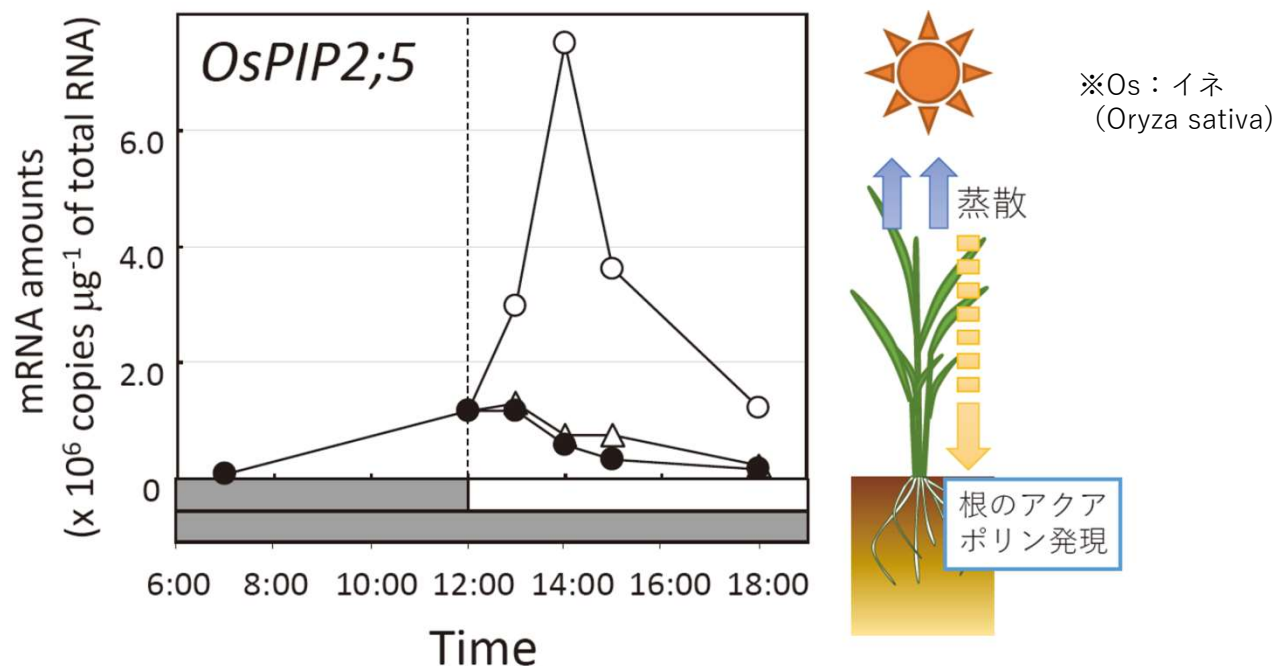 OsPIP2;5
mRNA amounts
(x 10⁶ copies µg⁻¹ of total RNA)
6.0
4.0
2.0
0
6:00 8:00 10:00 12:00 14:00 16:00 18:00
Time
※Os：イネ
（Oryza sativa）
蒸散
根のアクア
ポリン発現